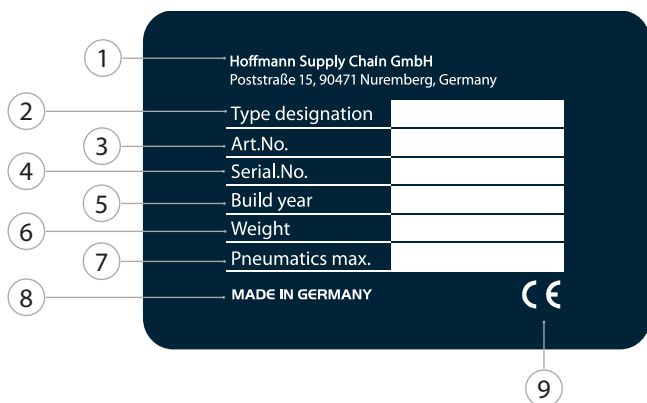 1 Hoffmann Supply Chain GmbH
Poststraße 15, 90471 Nuremberg, Germany
2 Type designation
3 Art.No.
4 Serial.No.
5 Build year
6 Weight
7 Pneumatics max.
8 MADE IN GERMANY CE
9